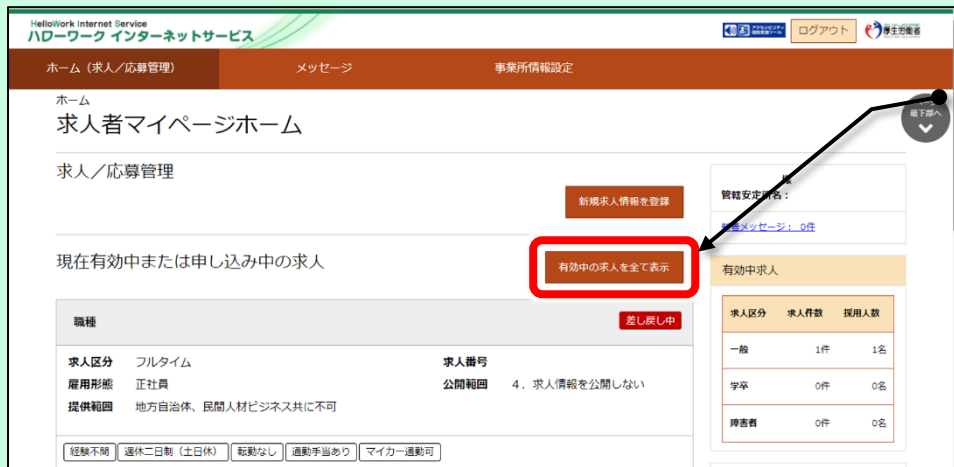 HelloWork Internet Service
ハローワーク インターネットサービス
ログアウト
厚生労働省
ホーム（求人／応募管理） メッセージ 事業所情報設定
ホーム
求人者マイページホーム
最下部へ
求人／応募管理
新規求人情報を登録
様
管轄安定所名：
新着メッセージ： 0件
現在有効中または申し込み中の求人
有効中の求人を全て表示
有効中求人
職種
差し戻し中
求人区分 フルタイム
求人番号
雇用形態 正社員
公開範囲 4．求人情報を公開しない
提供範囲 地方自治体、民間人材ビジネス共に不可
経験不問 週休二日制（土日休） 転勤なし 通勤手当あり マイカー通勤可
求人区分 求人件数 採用人数
一般 1件 1名
学卒 0件 0名
障害者 0件 0名